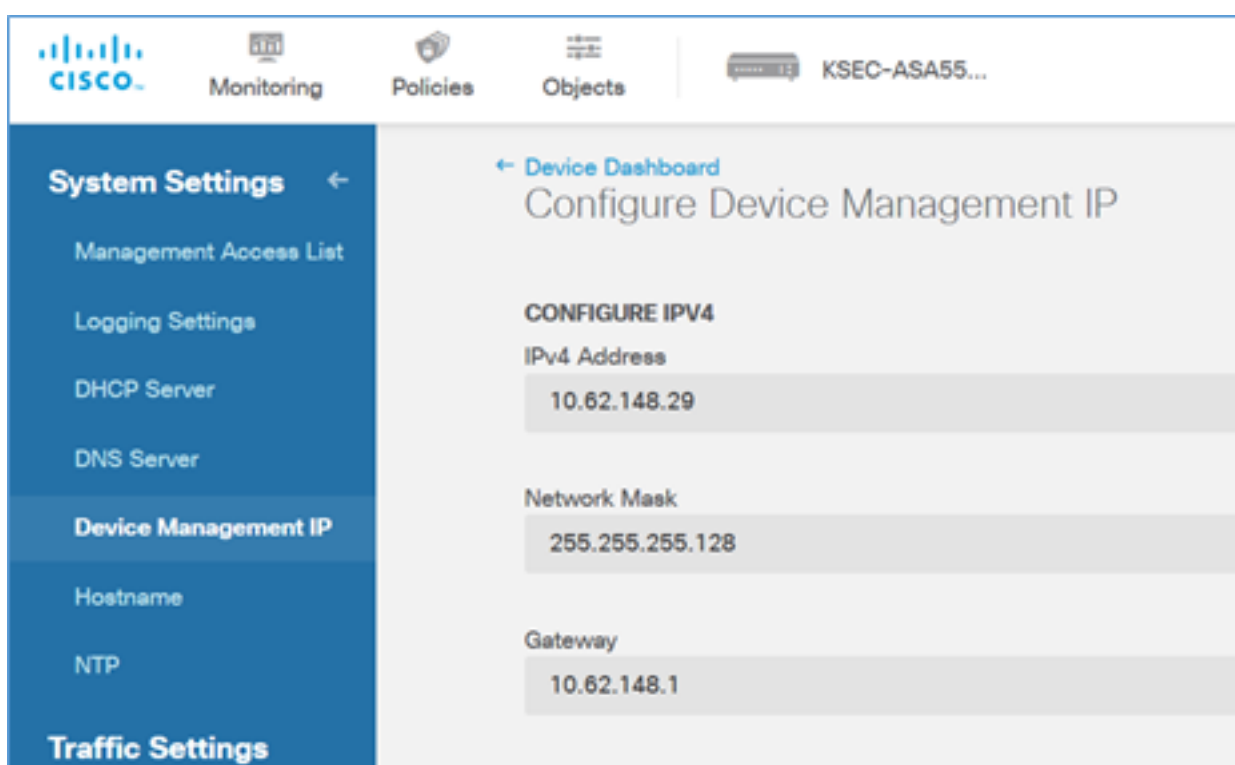 CISCO
Monitoring
Policies
Objects
KSEC-ASA55...
System Settings ←
Management Access List
Logging Settings
DHCP Server
DNS Server
Device Management IP
Hostname
NTP
Traffic Settings
← Device Dashboard
Configure Device Management IP
CONFIGURE IPV4
IPv4 Address
10.62.148.29
Network Mask
255.255.255.128
Gateway
10.62.148.1